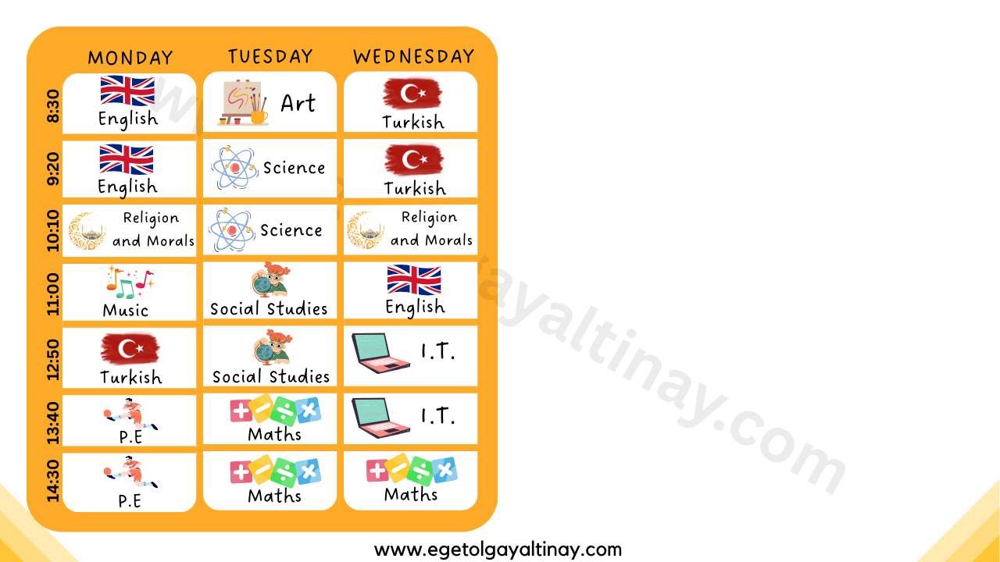 MONDAY TUESDAY WEDNESDAY
8:30 English Art Turkish
9:20 English Science Turkish
10:10 Religion and Morals Science Religion and Morals
11:00 Music Social Studies English
12:50 Turkish Social Studies I.T.
13:40 P.E Maths I.T.
14:30 P.E Maths Maths
www.egetolgayaltinay.com